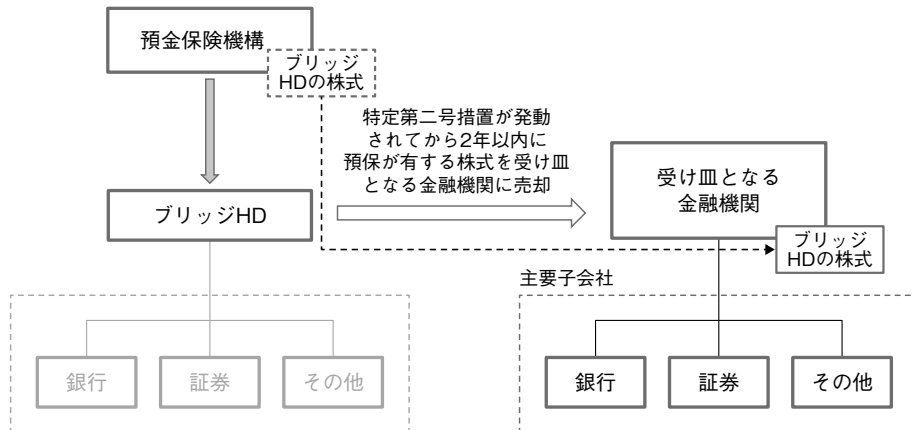 預金保険機構
ブリッジ
HDの株式
特定第二号措置が発動
されてから2年以内に
預保が有する株式を受け皿
となる金融機関に売却
ブリッジHD
受け皿となる
金融機関
ブリッジ
HDの株式
主要子会社
銀行
証券
その他
銀行
証券
その他